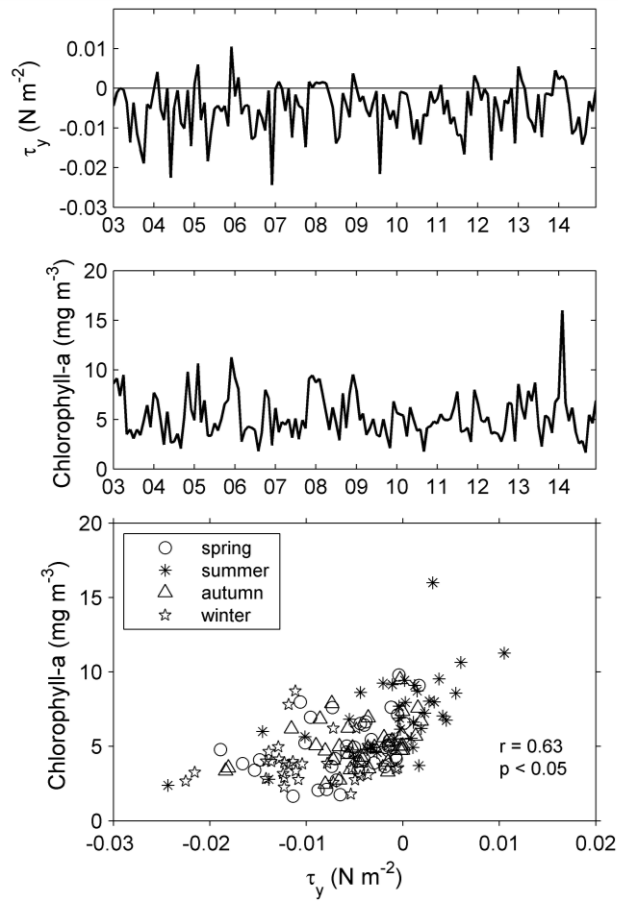 0.01
0
-0.01
-0.02
-0.03
τy (N m⁻²)
03 04 05 06 07 08 09 10 11 12 13 14
20
15
10
5
0
Chlorophyll-a (mg m⁻³)
03 04 05 06 07 08 09 10 11 12 13 14
20
15
10
5
0
Chlorophyll-a (mg m⁻³)
spring
summer
autumn
winter
r = 0.63
p < 0.05
-0.03 -0.02 -0.01 0 0.01 0.02
τy (N m⁻²)